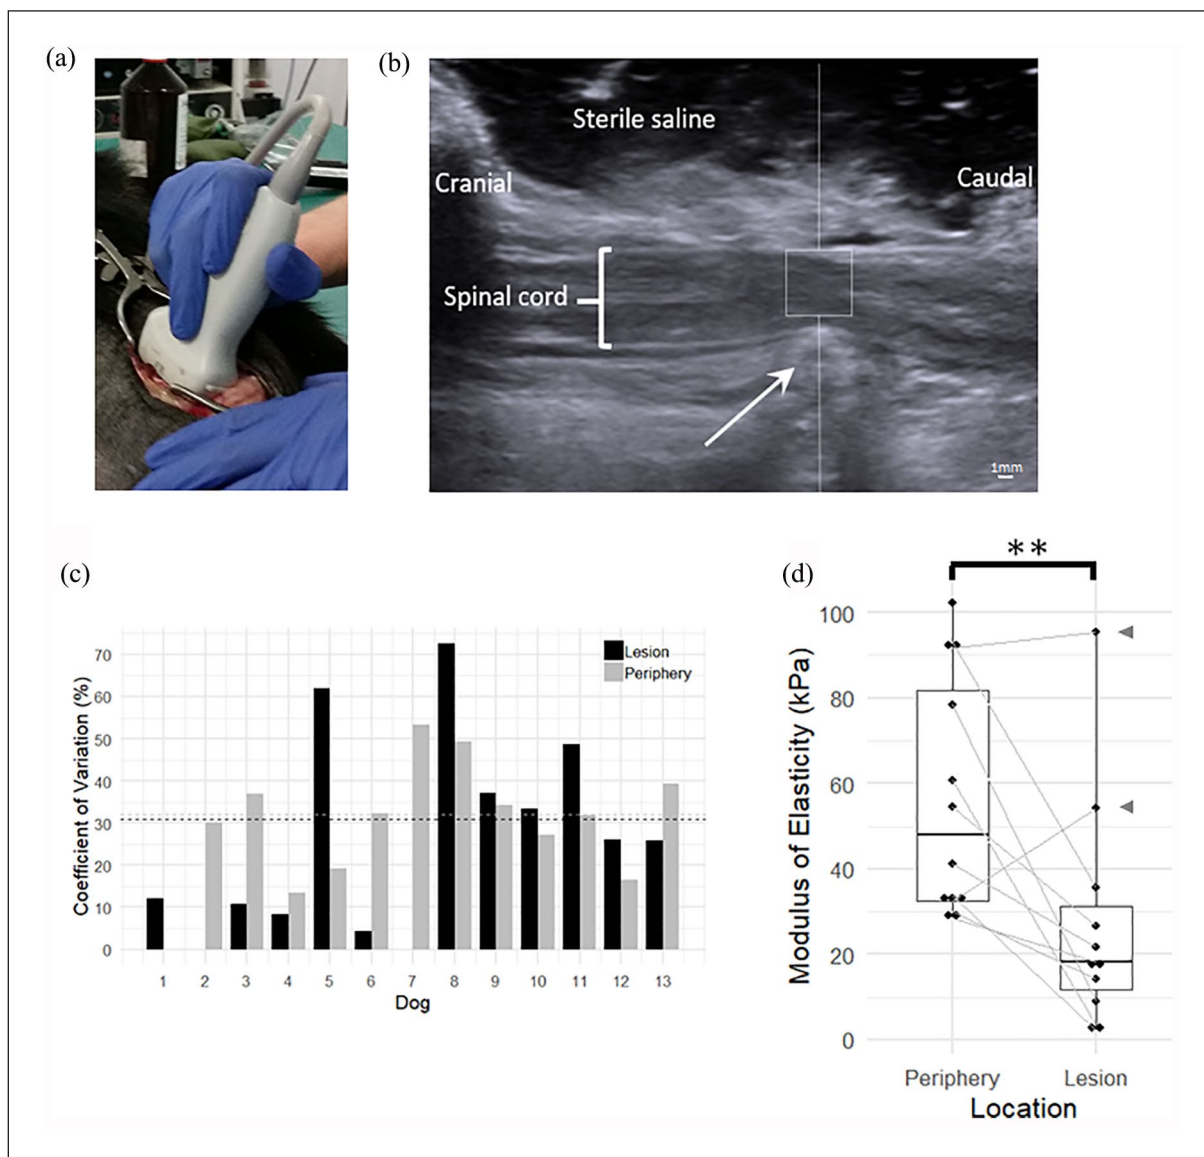 (a)
(b)
Sterile saline
Cranial
Caudal
Spinal cord
1mm
(c)
Coefficient of Variation (%)
70
60
50
40
30
20
10
0
Lesion
Periphery
1 2 3 4 5 6 7 8 9 10 11 12 13
Dog
(d)
**
Modulus of Elasticity (kPa)
100
80
60
40
20
0
Periphery Lesion
Location